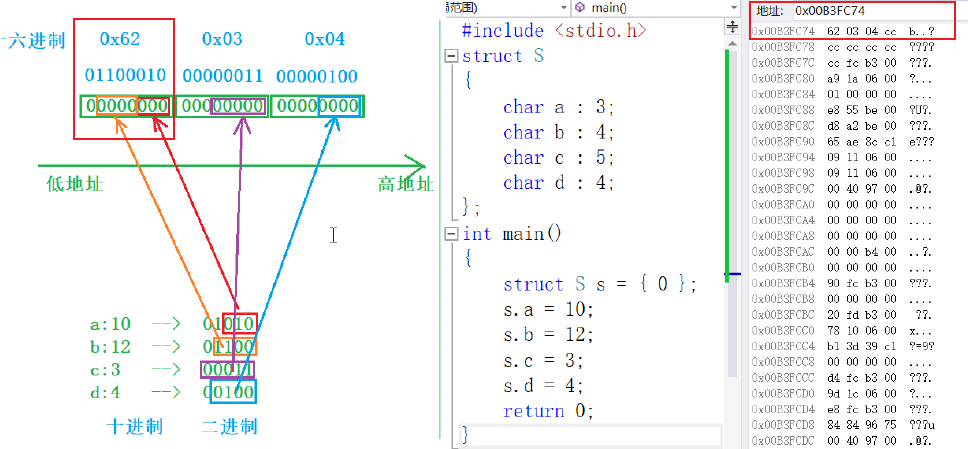 十六进制 0x62 0x03 0x04
01100010 00000011 00000100
00000000 00000000 00000000
低地址 高地址
a:10 --> 01010
b:12 --> 01100
c:3 --> 00011
d:4 --> 00100
十进制 二进制
局范围) main()
#include <stdio.h>
struct S
{
char a : 3;
char b : 4;
char c : 5;
char d : 4;
};
int main()
{
struct S s = { 0 };
s.a = 10;
s.b = 12;
s.c = 3;
s.d = 4;
return 0;
}
地址: 0x00B3FC74
0x00B3FC74 62 03 04 cc b..?
0x00B3FC78 cc cc cc cc ????
0x00B3FC7C cc fc b3 00 ???.
0x00B3FC80 a9 1a 06 00 ?...
0x00B3FC84 01 00 00 00 ....
0x00B3FC88 e8 55 be 00 ?U?.
0x00B3FC8C d8 a2 be 00 ???.
0x00B3FC90 65 ae 8c c1 e???
0x00B3FC94 09 11 06 00 ....
0x00B3FC98 09 11 06 00 ....
0x00B3FC9C 00 40 97 00 .@?.
0x00B3FCA0 00 00 00 00 ....
0x00B3FCA4 00 00 00 00 ....
0x00B3FCA8 00 00 00 00 ....
0x00B3FCAC 00 00 b4 00 ..?.
0x00B3FCB0 00 00 00 00 ....
0x00B3FCB4 90 fc b3 00 ???.
0x00B3FCB8 00 00 00 00 ....
0x00B3FCBC 20 fd b3 00 ??.
0x00B3FCC0 78 10 06 00 x...
0x00B3FCC4 b1 3d 39 c1 ?=9?
0x00B3FCC8 00 00 00 00 ....
0x00B3FCCC d4 fc b3 00 ???.
0x00B3FCD0 9d 1c 06 00 ?...
0x00B3FCD4 e8 fc b3 00 ???.
0x00B3FCD8 84 84 96 75 ???u
0x00B3FCDC 00 40 97 00 .@?.